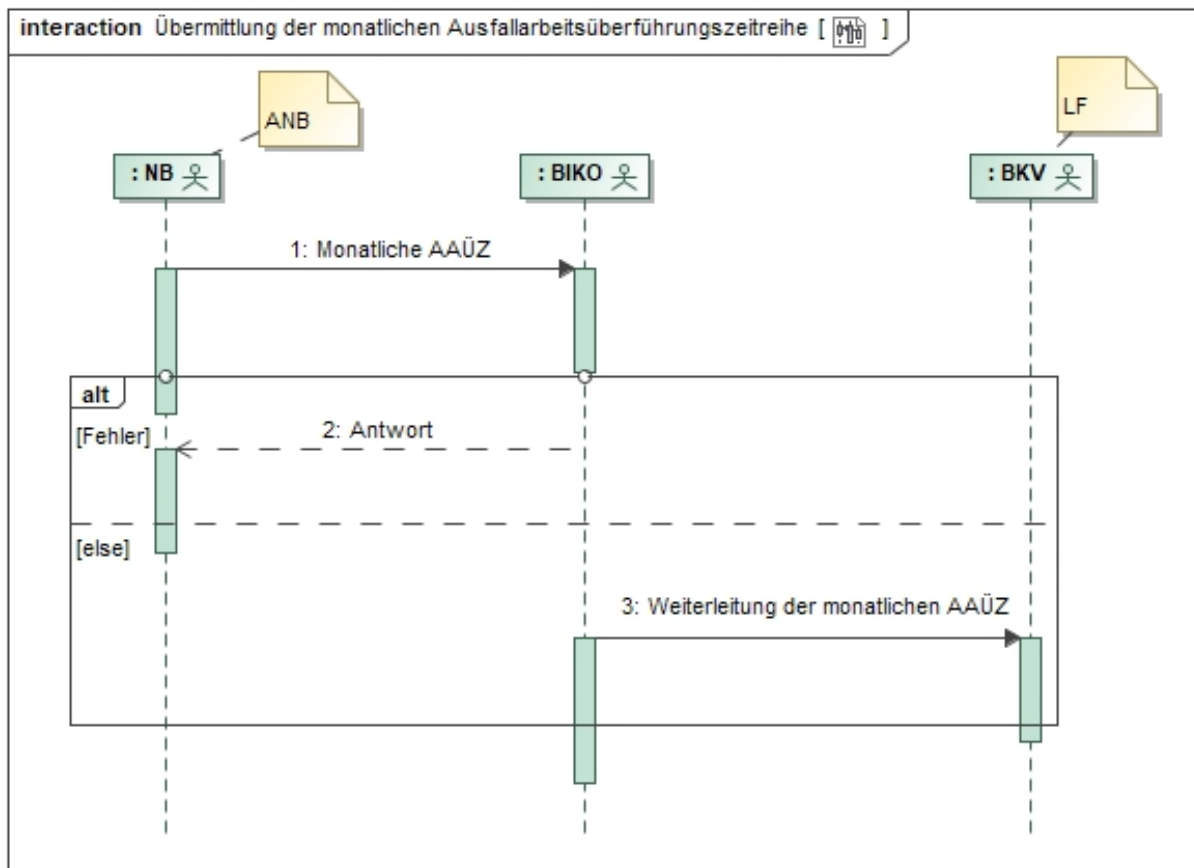 interaction Übermittlung der monatlichen Ausfallarbeitsüberführungszeitreihe [ ]
ANB
LF
: NB
: BIKO
: BKV
1: Monatliche AAÜZ
alt
[Fehler]
2: Antwort
[else]
3: Weiterleitung der monatlichen AAÜZ